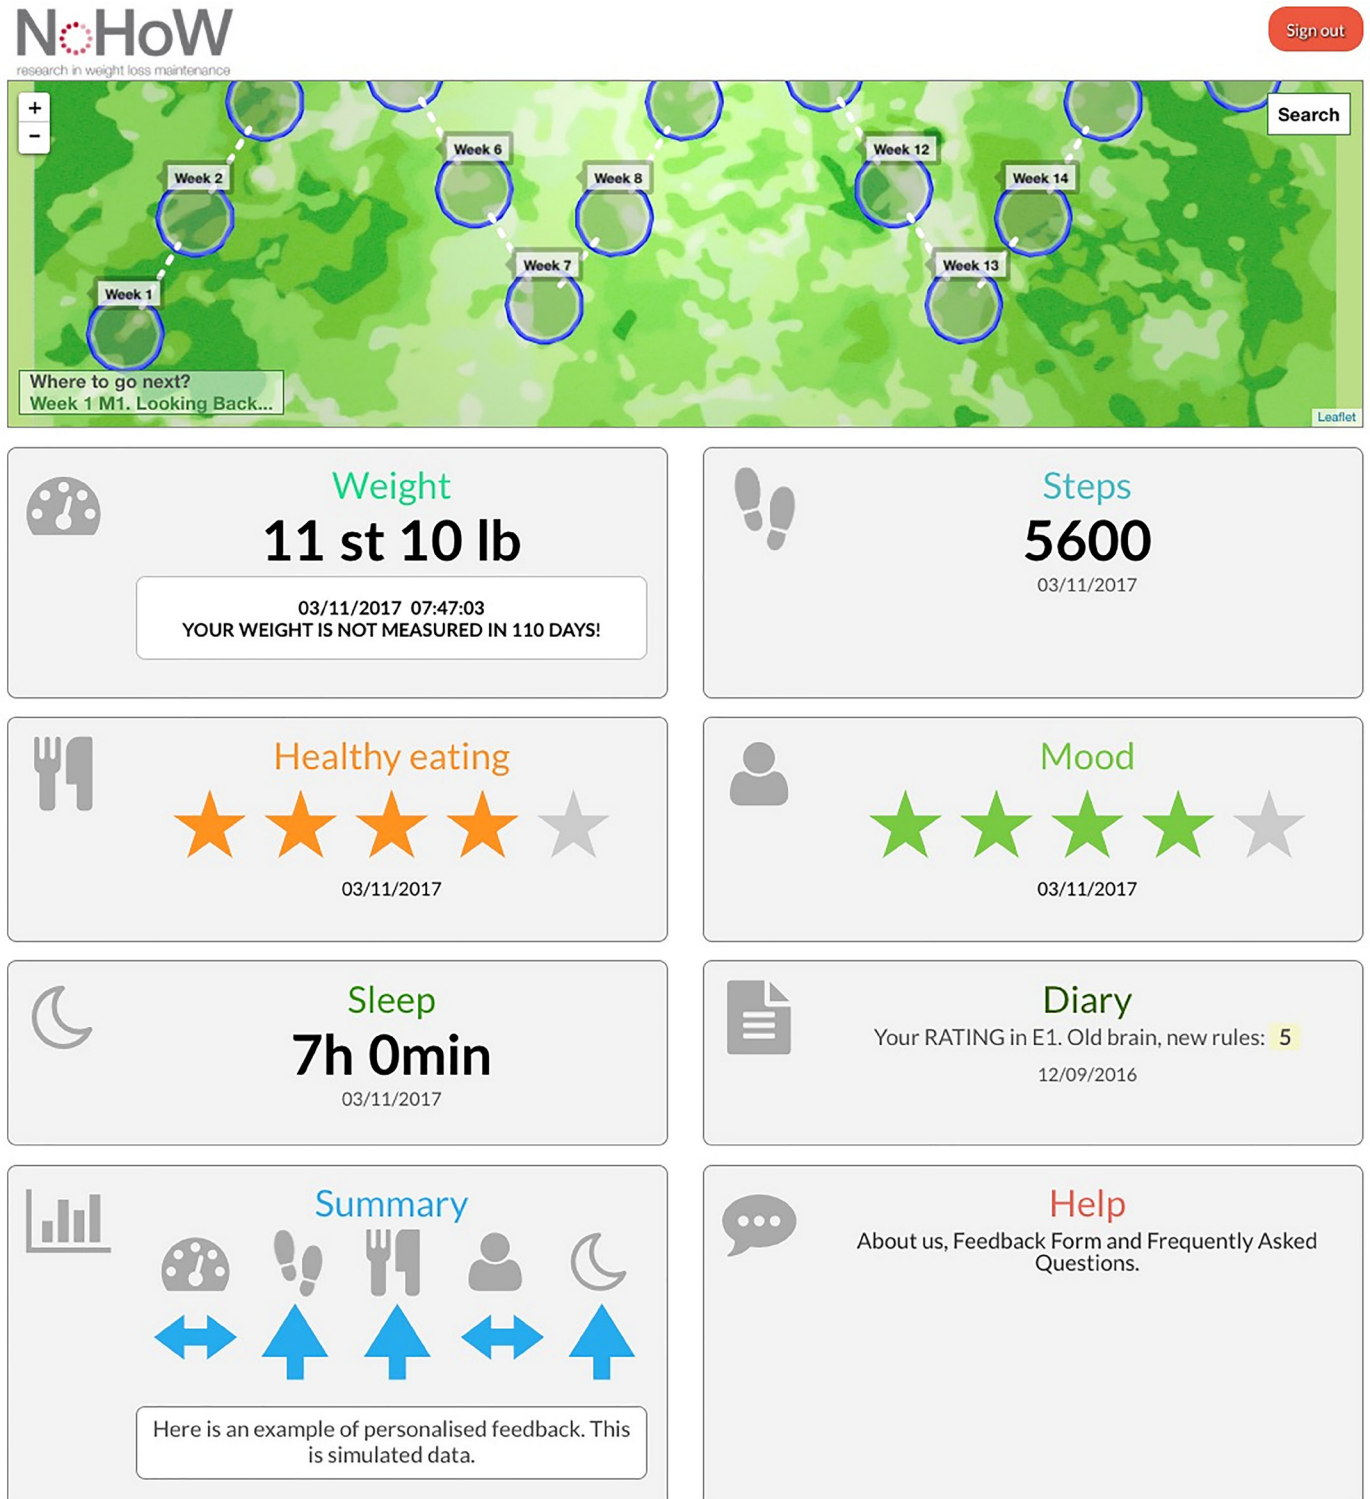 NoHoW
research in weight loss maintenance
Sign out
+
−
Search
Week 6
Week 12
Week 2
Week 8
Week 14
Week 7
Week 13
Week 1
Where to go next?
Week 1 M1. Looking Back...
Leaflet
Weight
11 st 10 lb
03/11/2017 07:47:03
YOUR WEIGHT IS NOT MEASURED IN 110 DAYS!
Steps
5600
03/11/2017
Healthy eating
03/11/2017
Mood
03/11/2017
Sleep
7h 0min
03/11/2017
Diary
Your RATING in E1. Old brain, new rules: 5
12/09/2016
Summary
Here is an example of personalised feedback. This
is simulated data.
Help
About us, Feedback Form and Frequently Asked
Questions.